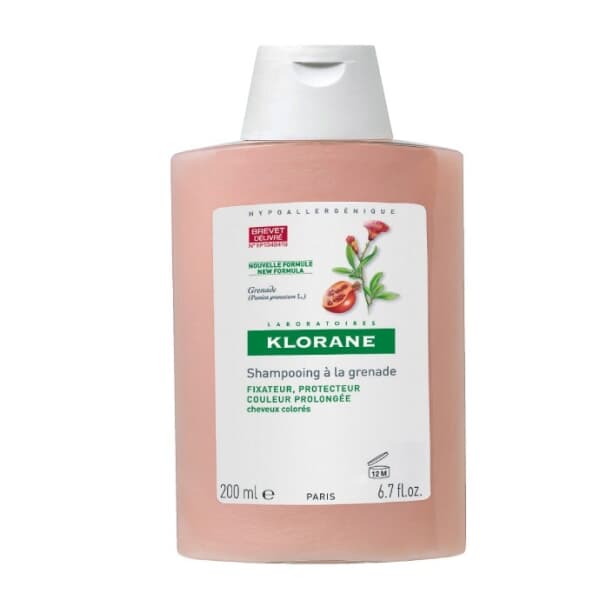 HYPOALLERGÉNIQUE
BREVET
DÉLIVRÉ
NOUVELLE FORMULE
NEW FORMULA
Grenade
(Punica granatum L.)
LABORATOIRES
KLORANE
Shampooing à la grenade
FIXATEUR, PROTECTEUR
COULEUR PROLONGÉE
cheveux colorés
12 M
200 ml e
PARIS
6.7 fl.oz.